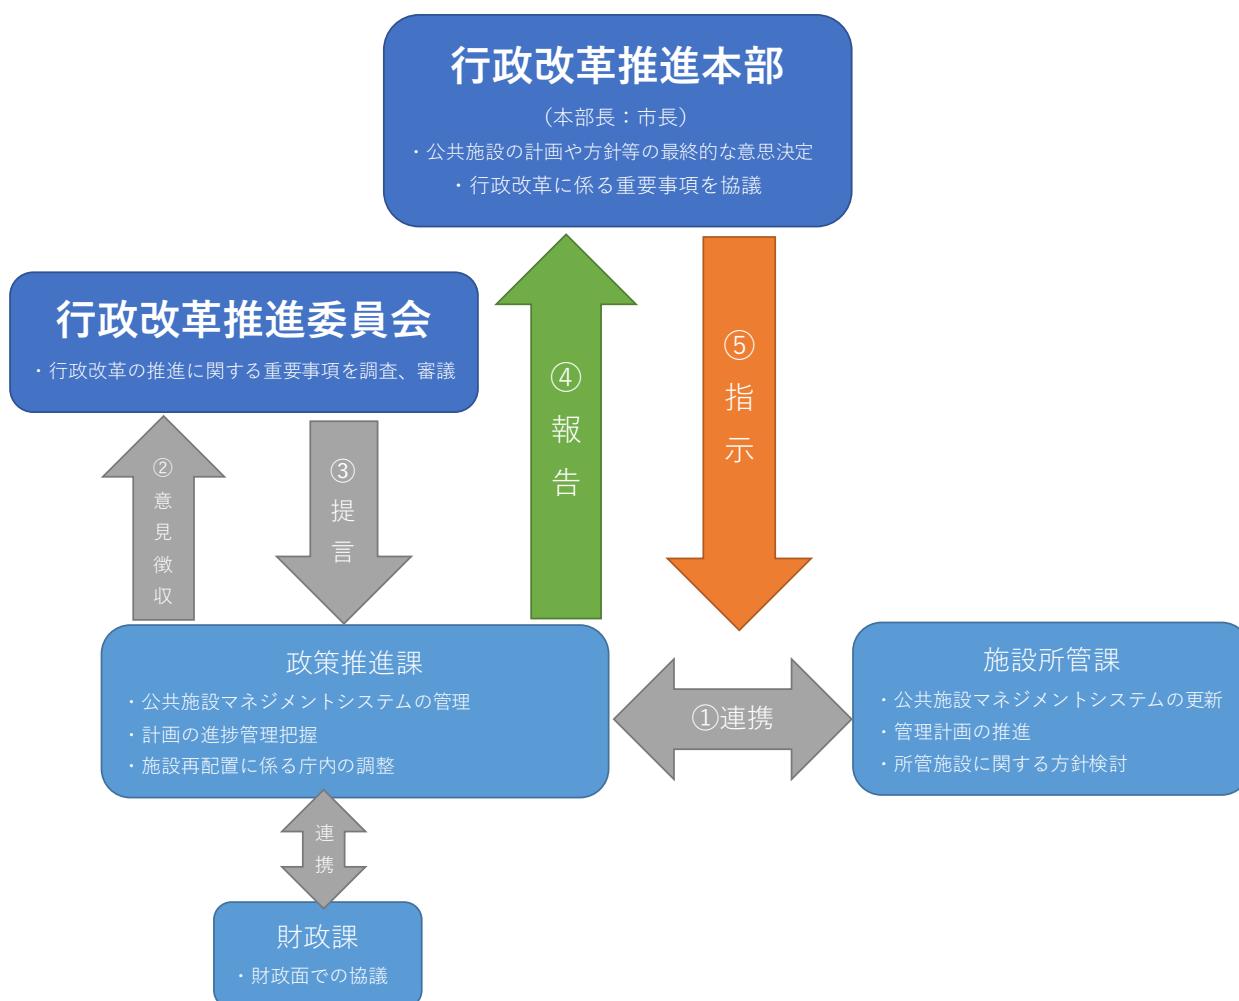 行政改革推進本部
（本部長：市長）
・公共施設の計画や方針等の最終的な意思決定
・行政改革に係る重要事項を協議
行政改革推進委員会
・行政改革の推進に関する重要事項を調査、審議
②意見徴収
③提言
④報告
⑤指示
政策推進課
・公共施設マネジメントシステムの管理
・計画の進捗管理把握
・施設再配置に係る庁内の調整
①連携
施設所管課
・公共施設マネジメントシステムの更新
・管理計画の推進
・所管施設に関する方針検討
連携
財政課
・財政面での協議